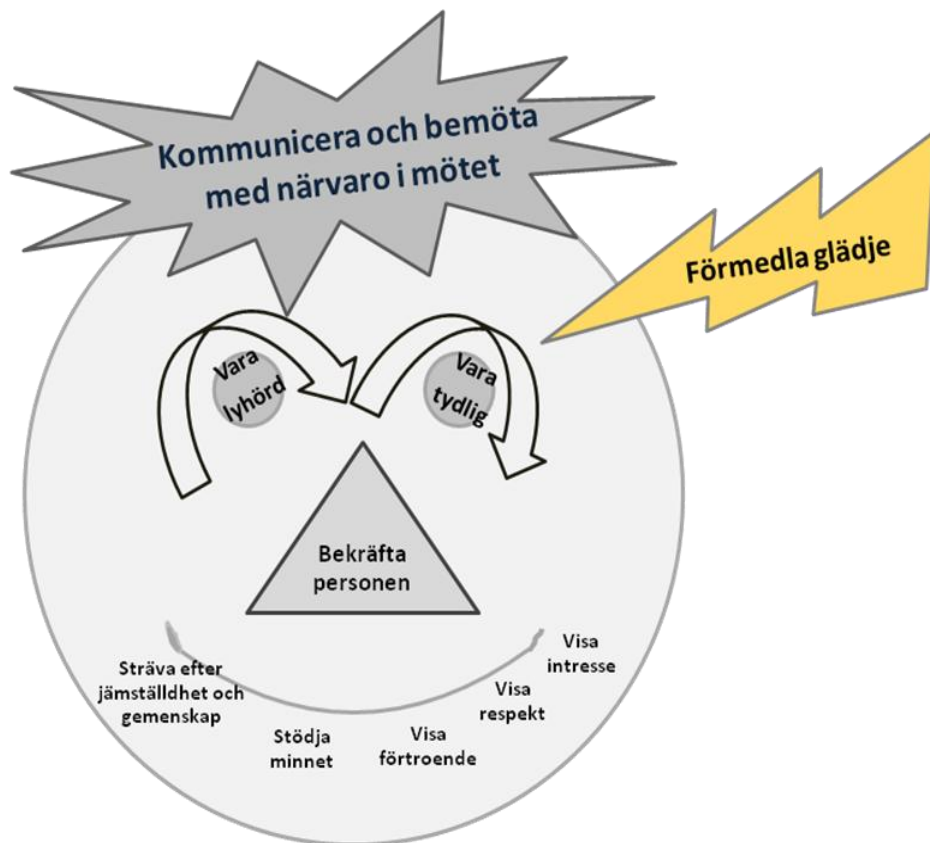 Kommunicera och bemöta
med närvaro i mötet
Förmedla glädje
Vara
lyhörd
Vara
tydlig
Bekräfta
personen
Sträva efter
jämställdhet och
gemenskap
Stödja
minnet
Visa
förtroende
Visa
respekt
Visa
intresse